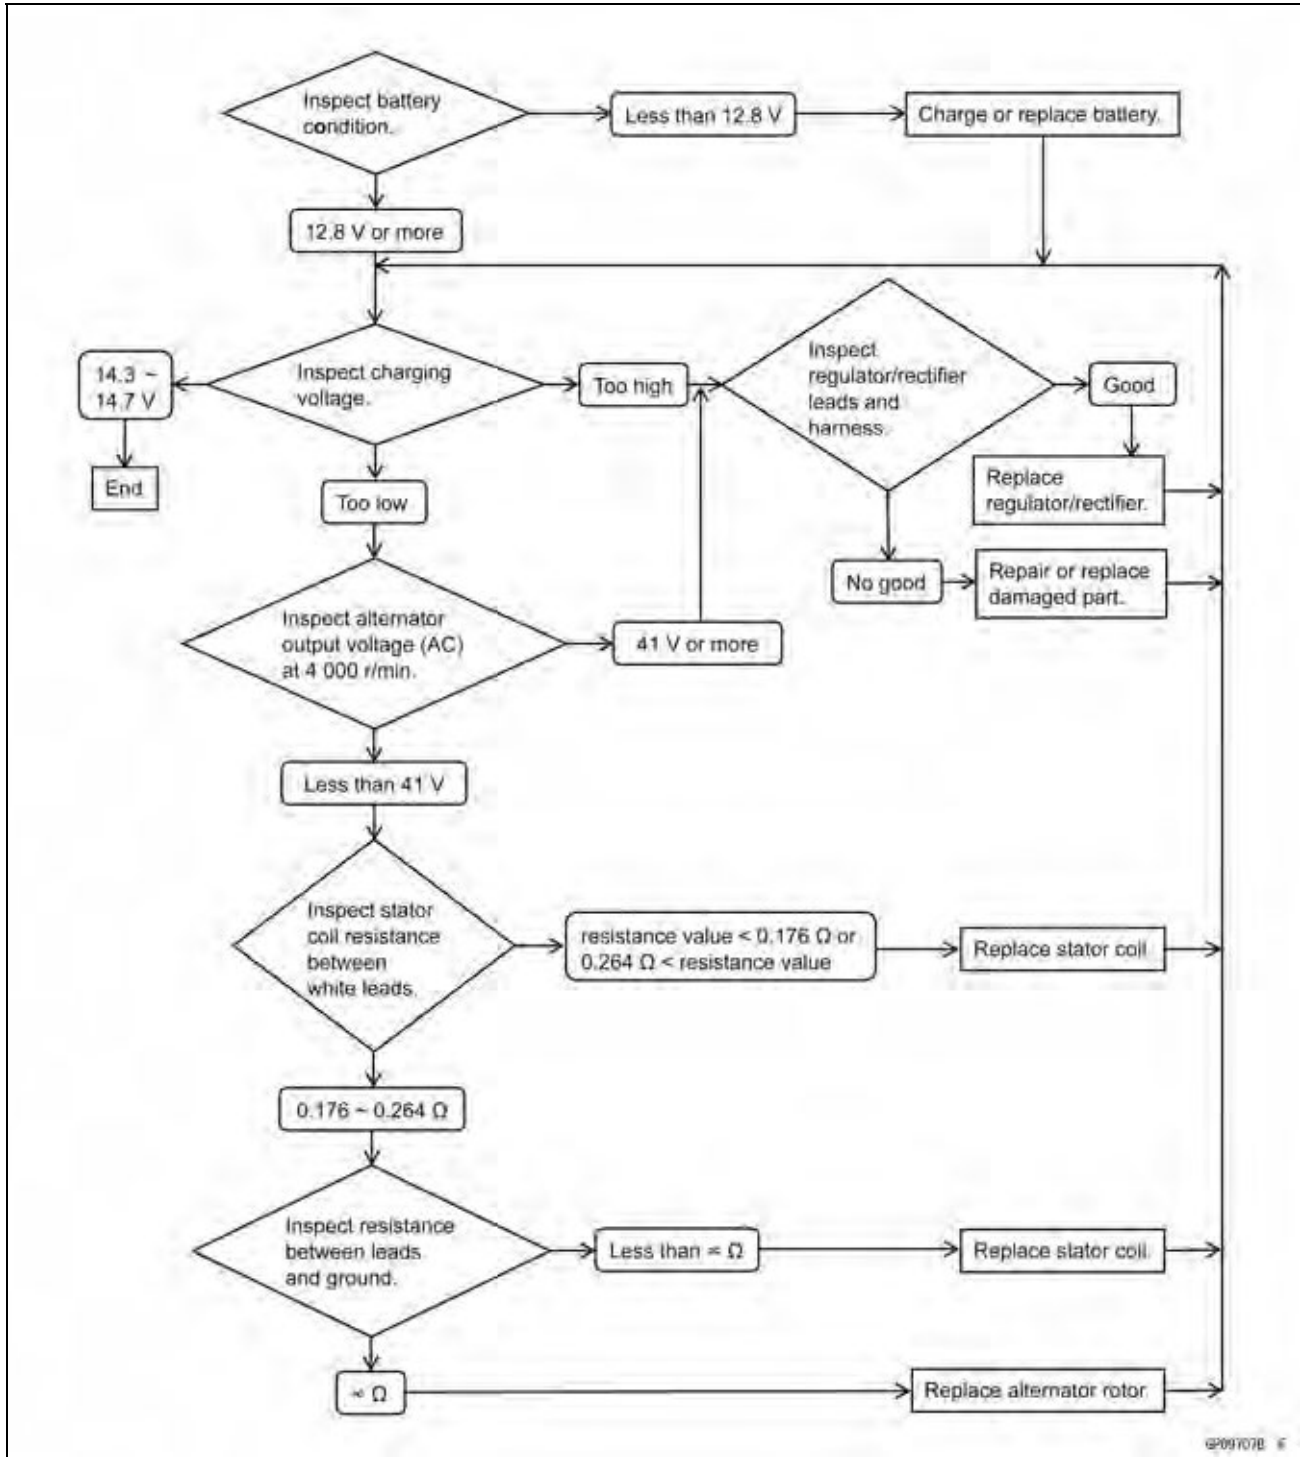 Inspect battery
condition.
Less than 12.8 V
Charge or replace battery.
12.8 V or more
14.3 ~
14.7 V
Inspect charging
voltage.
Too high
Inspect
regulator/rectifier
leads and
harness.
Good
End
Too low
Replace
regulator/rectifier.
No good
Repair or replace
damaged part.
Inspect alternator
output voltage (AC)
at 4 000 r/min.
41 V or more
Less than 41 V
Inspect stator
coil resistance
between
white leads.
resistance value < 0.176 Ω or
0.264 Ω < resistance value
Replace stator coil.
0.176 ~ 0.264 Ω
Inspect resistance
between leads
and ground.
Less than ∞ Ω
Replace stator coil.
∞ Ω
Replace alternator rotor.